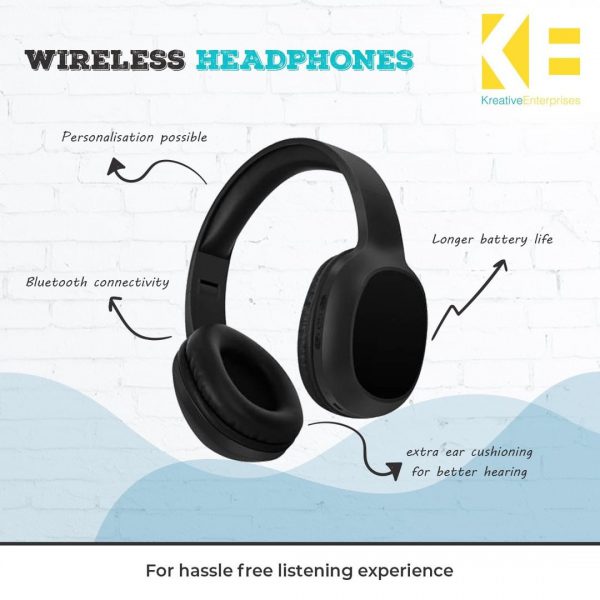 WIRELESS HEADPHONES
KE
KreativeEnterprises
Personalisation possible
Longer battery life
Bluetooth connectivity
extra ear cushioning
for better hearing
For hassle free listening experience